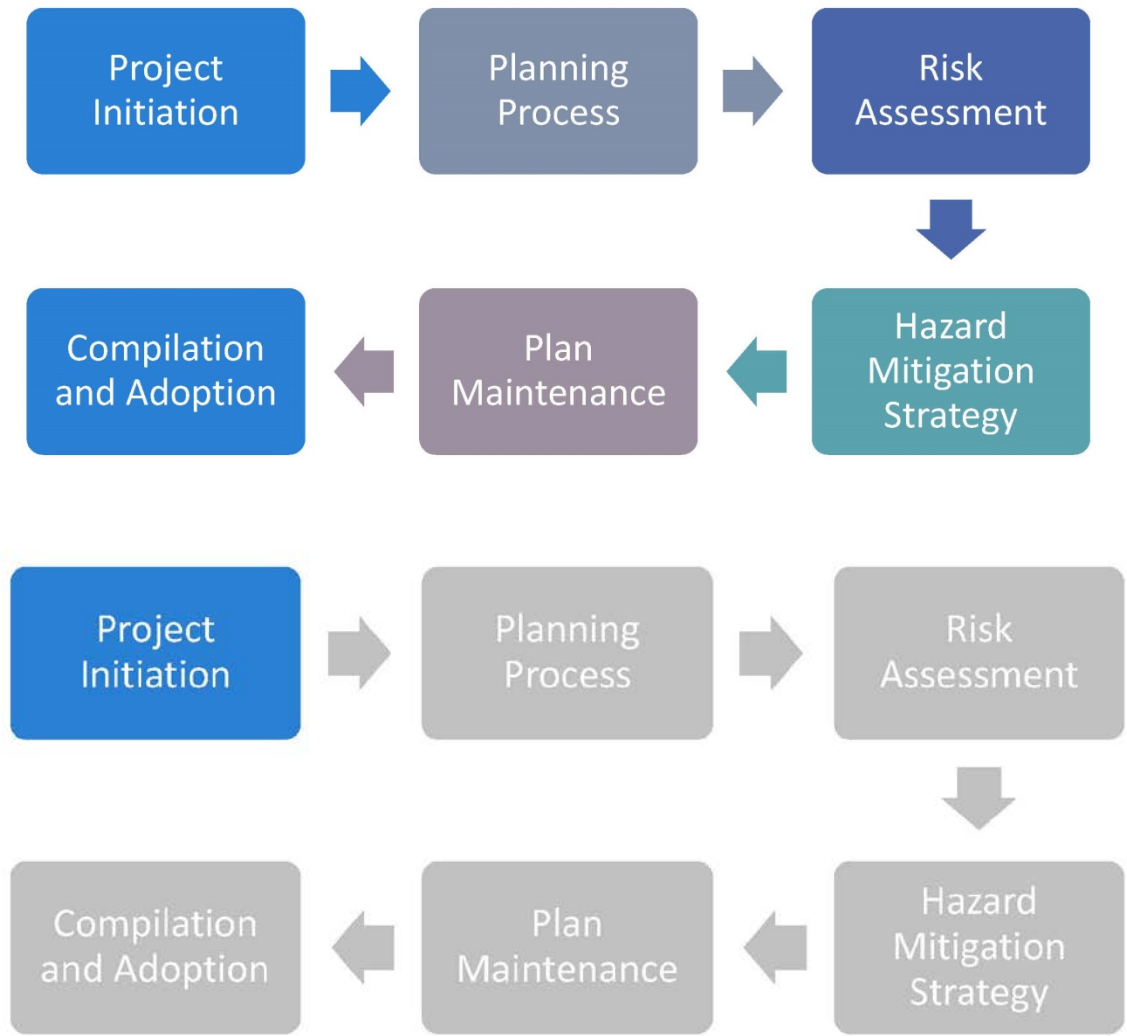 Project
Initiation
Planning
Process
Risk
Assessment
Hazard
Mitigation
Strategy
Plan
Maintenance
Compilation
and Adoption
Project
Initiation
Planning
Process
Risk
Assessment
Hazard
Mitigation
Strategy
Plan
Maintenance
Compilation
and Adoption